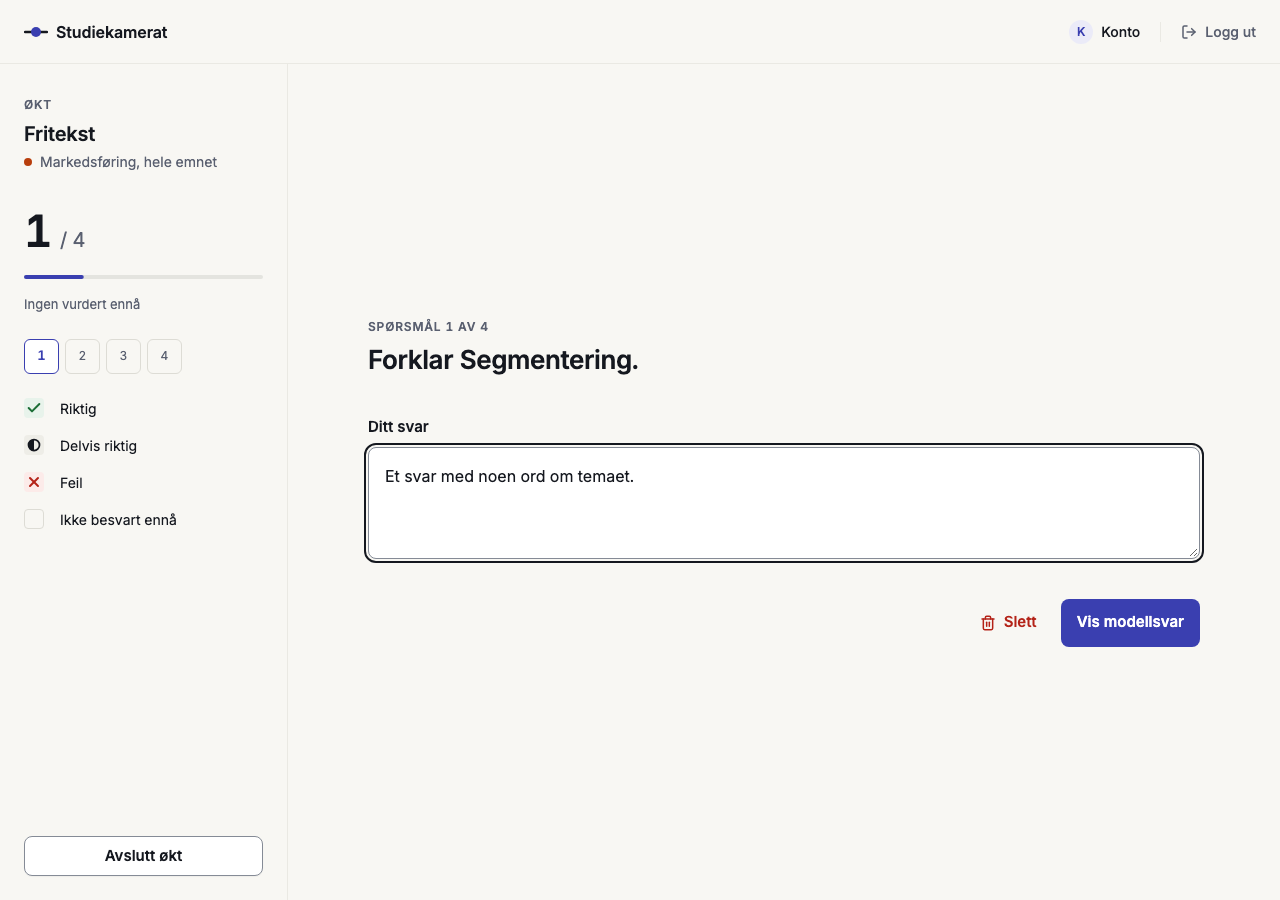 Studiekamerat
K Konto
Logg ut
ØKT
Fritekst
Markedsføring, hele emnet
1 / 4
Ingen vurdert ennå
1 2 3 4
Riktig
Delvis riktig
Feil
Ikke besvart ennå
Avslutt økt
SPØRSMÅL 1 AV 4
Forklar Segmentering.
Ditt svar
Et svar med noen ord om temaet.
Slett
Vis modellsvar